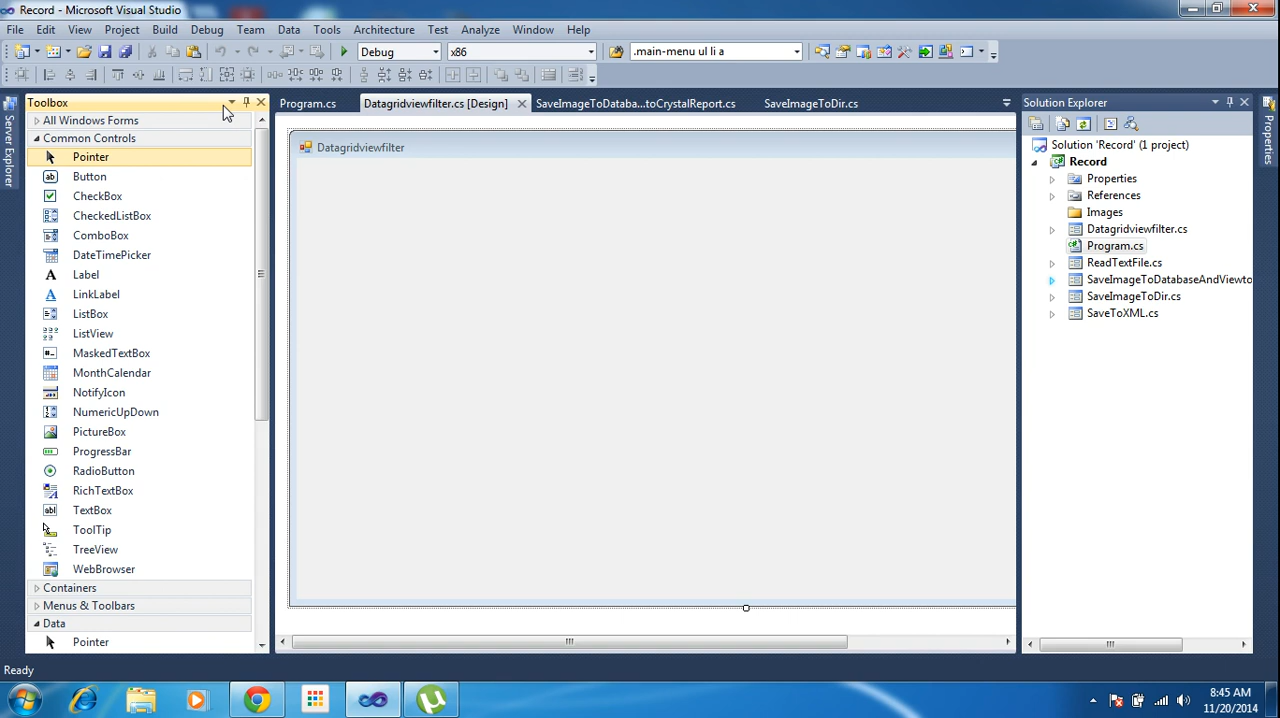 Record - Microsoft Visual Studio
File Edit View Project Build Debug Team Data Tools Architecture Test Analyze Window Help
Debug x86 .main-menu ul li a
Toolbox
Program.cs Datagridviewfilter.cs [Design] SaveImageToDataba...toCrystalReport.cs SaveImageToDir.cs
Solution Explorer
Server Explorer
Properties
All Windows Forms
Common Controls
Pointer
Button
CheckBox
CheckedListBox
ComboBox
DateTimePicker
Label
LinkLabel
ListBox
ListView
MaskedTextBox
MonthCalendar
NotifyIcon
NumericUpDown
PictureBox
ProgressBar
RadioButton
RichTextBox
TextBox
ToolTip
TreeView
WebBrowser
Containers
Menus & Toolbars
Data
Pointer
Datagridviewfilter
Solution 'Record' (1 project)
Record
Properties
References
Images
Datagridviewfilter.cs
Program.cs
ReadTextFile.cs
SaveImageToDatabaseAndViewto
SaveImageToDir.cs
SaveToXML.cs
Ready
8:45 AM
11/20/2014